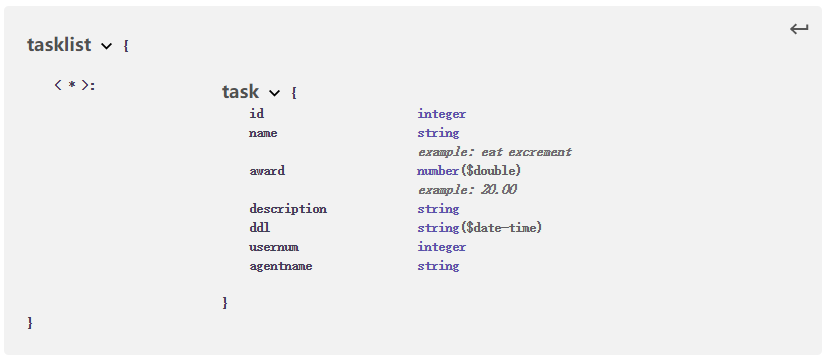 tasklist {
< * >:
task {
id integer
name string
example: eat excrement
award number($double)
example: 20.00
description string
ddl string($date-time)
usernum integer
agentname string
}
}